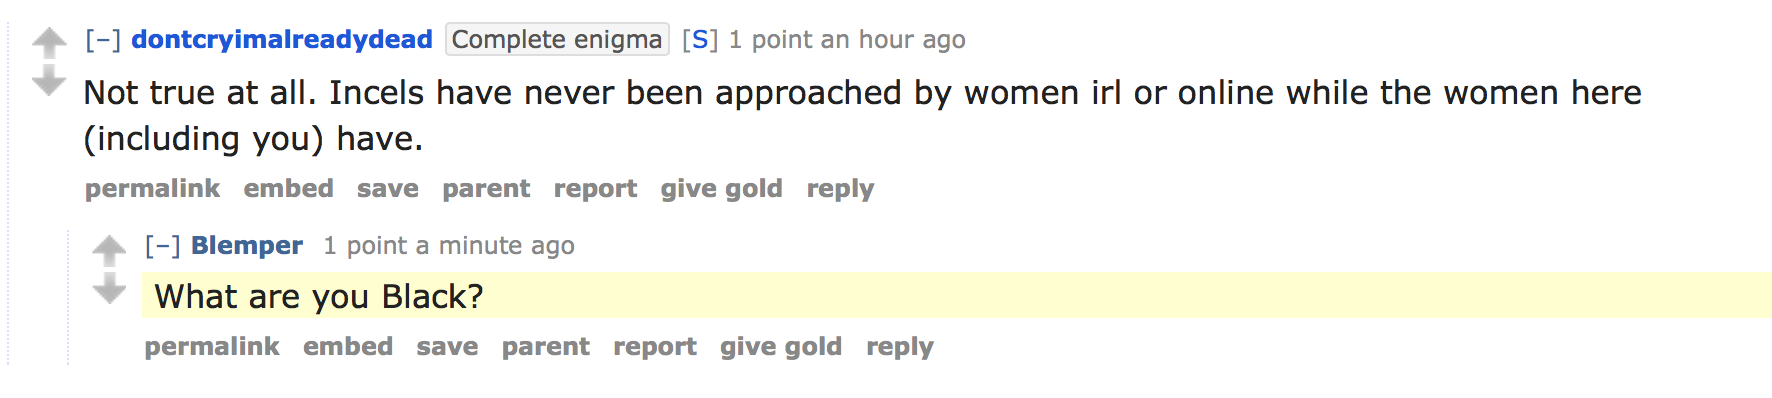 [–] dontcryimalreadydead Complete enigma [S] 1 point an hour ago
Not true at all. Incels have never been approached by women irl or online while the women here
(including you) have.
permalink embed save parent report give gold reply
[–] Blemper 1 point a minute ago
What are you Black?
permalink embed save parent report give gold reply